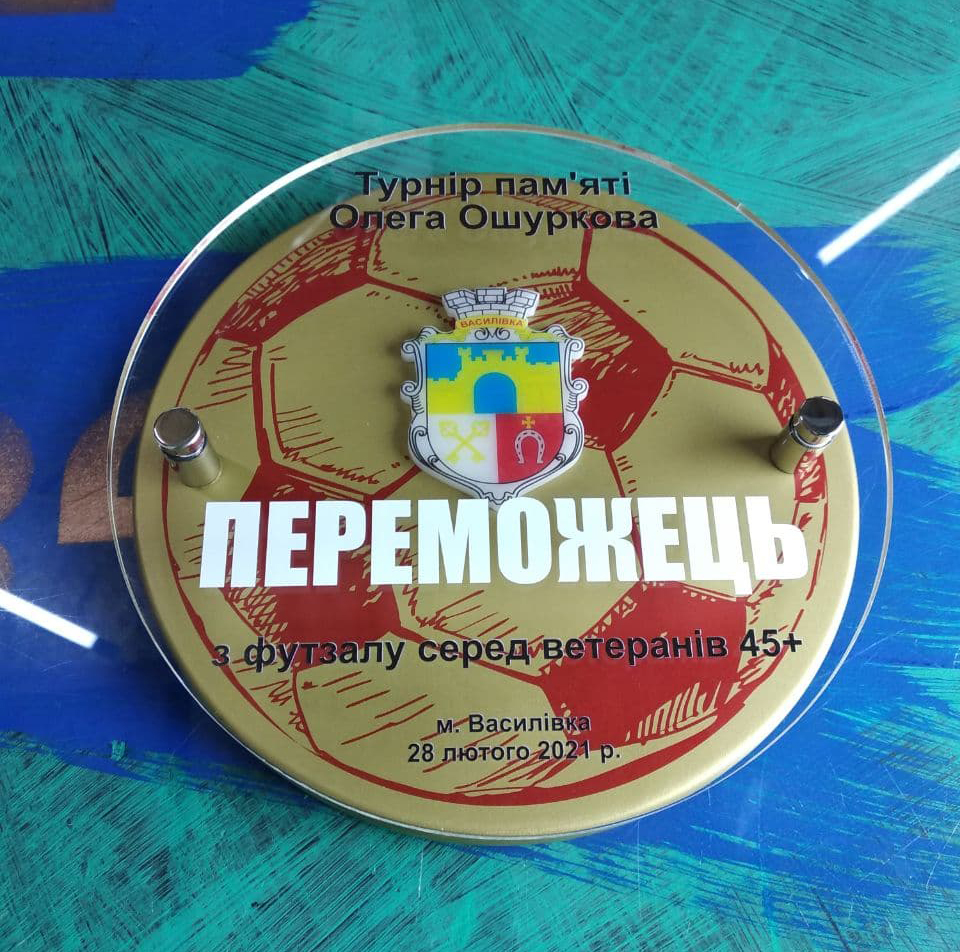 Турнір пам'яті
Олега Ошуркова
ВАСИЛІВКА
ПЕРЕМОЖЕЦЬ
з футзалу серед ветеранів 45+
м. Василівка
28 лютого 2021 р.